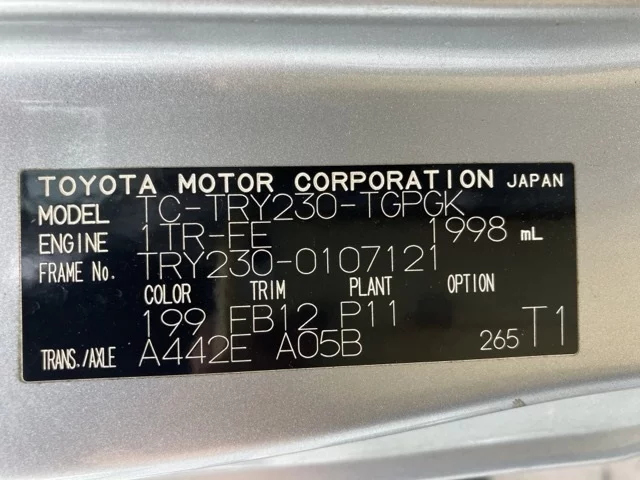 TOYOTA MOTOR CORPORATION JAPAN
MODEL TC-TRY230-TGPGK
ENGINE 1TR-EE 1998 mL
FRAME No. TRY230-0107121
COLOR TRIM PLANT OPTION
199 EB12 P11
TRANS./AXLE A442E A05B 265 T1